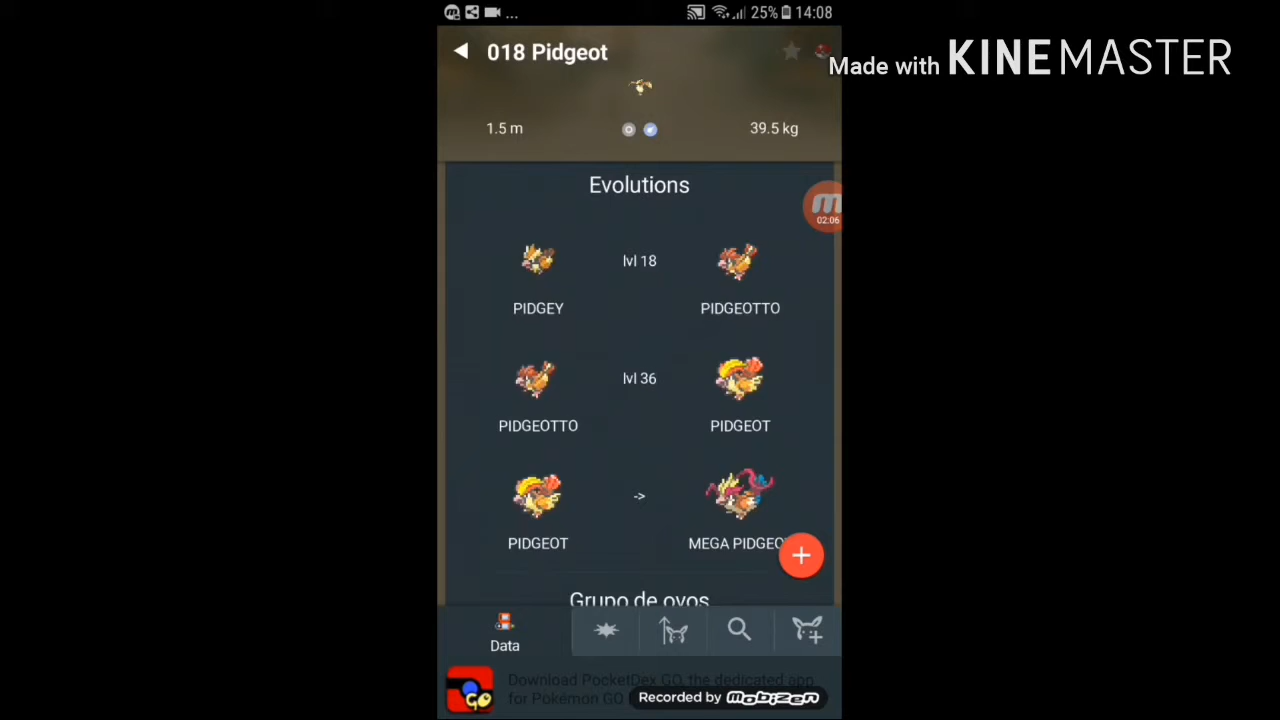 ... 25% 14:08
018 Pidgeot
Made with KINEMASTER
1.5 m 39.5 kg
Evolutions
02:06
lvl 18
PIDGEY PIDGEOTTO
lvl 36
PIDGEOTTO PIDGEOT
->
PIDGEOT MEGA PIDGEO
Grupo de ovos
Data
Download PocketDex GO, the dedicated app
for Pokémon GO
GO
Recorded by mobizen